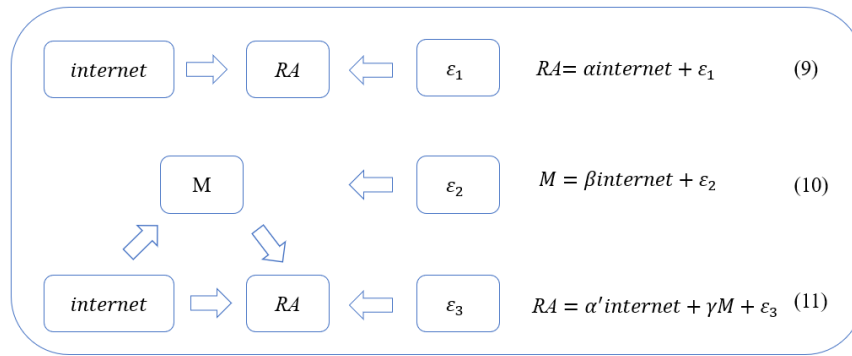 internet RA ε₁ RA= αinternet + ε₁ (9)
M ε₂ M = βinternet + ε₂ (10)
internet RA ε₃ RA = α′internet + γM + ε₃ (11)